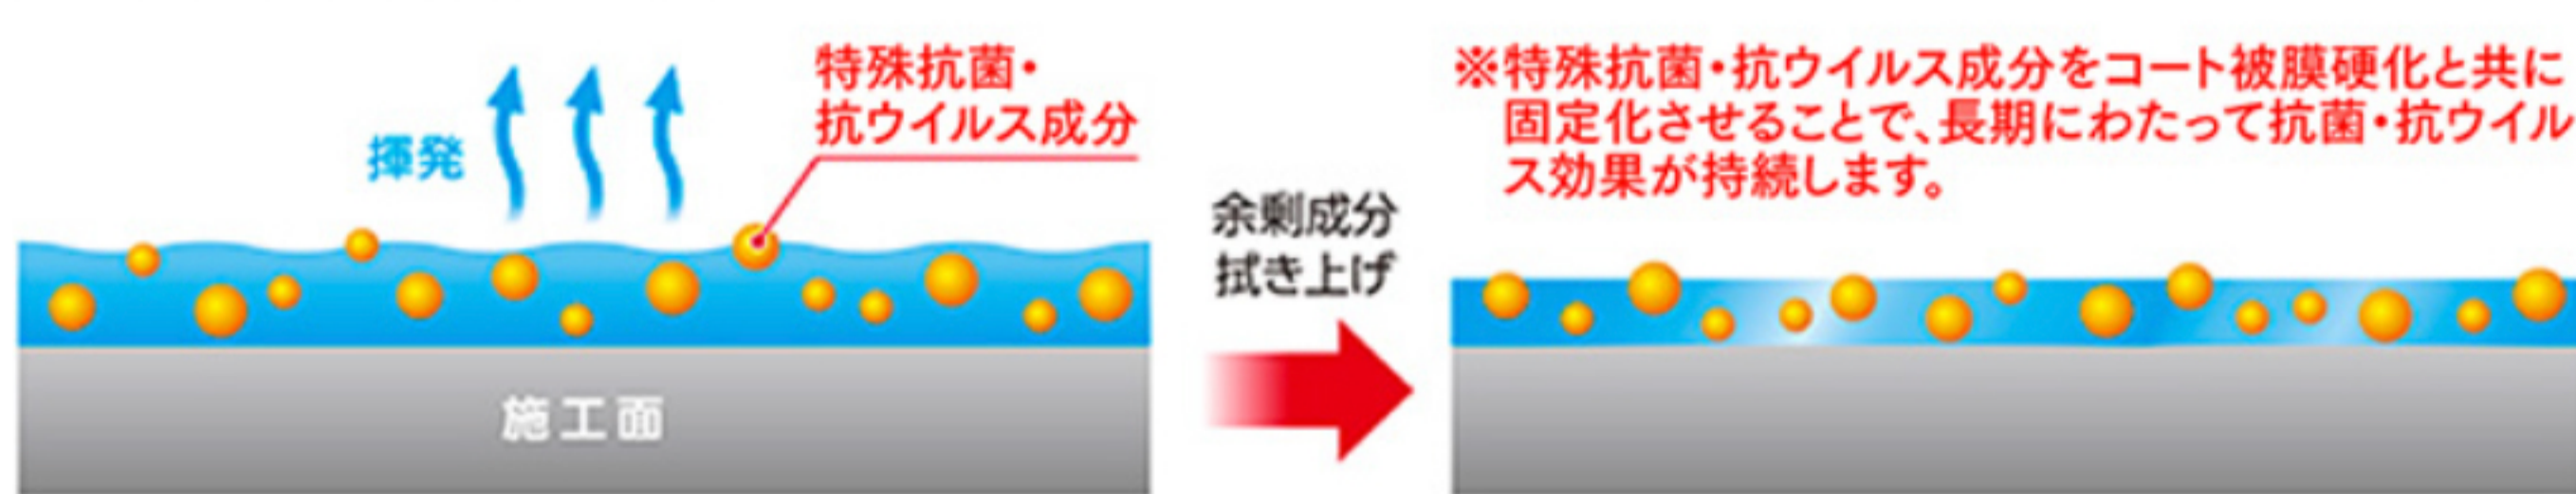 揮発
特殊抗菌・
抗ウイルス成分
施工面
余剰成分
拭き上げ
※特殊抗菌・抗ウイルス成分をコート被膜硬化と共に
固定化させることで、長期にわたって抗菌・抗ウイル
ス効果が持続します。